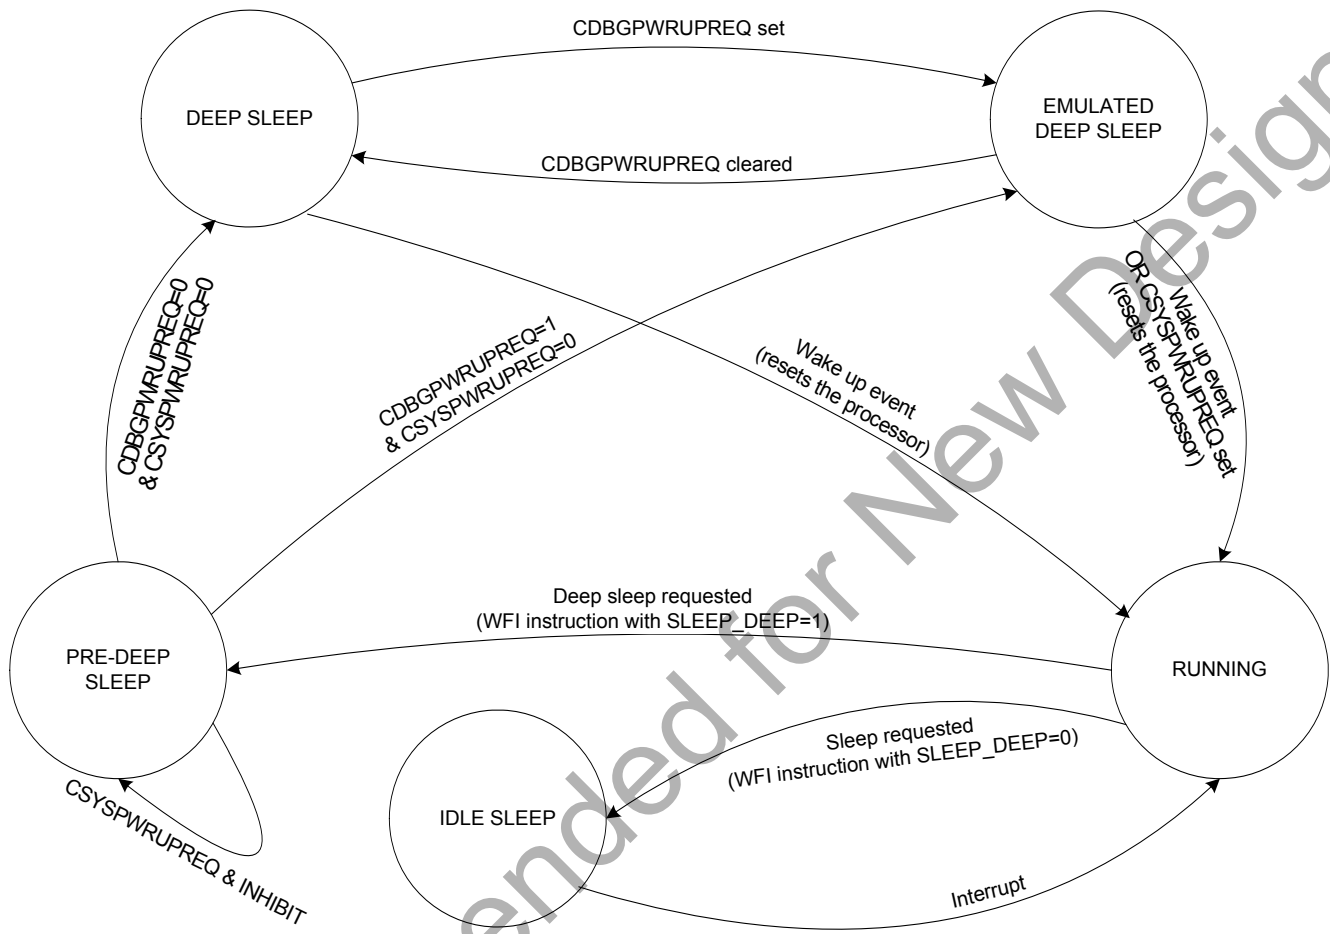 CDBGPWRUPREQ set
DEEP SLEEP
EMULATED
DEEP SLEEP
CDBGPWRUPREQ cleared
CDBGPWRUPREQ=0
& CSYSPWRUPREQ=0
CDBGPWRUPREQ=1
& CSYSPWRUPREQ=0
Wake up event
(resets the processor)
Wake up event
OR CSYSPWRUPREQ set
(resets the processor)
Deep sleep requested
(WFI instruction with SLEEP_DEEP=1)
PRE-DEEP
SLEEP
RUNNING
Sleep requested
(WFI instruction with SLEEP_DEEP=0)
IDLE SLEEP
CSYSPWRUPREQ & INHIBIT
Interrupt
ended for New Design